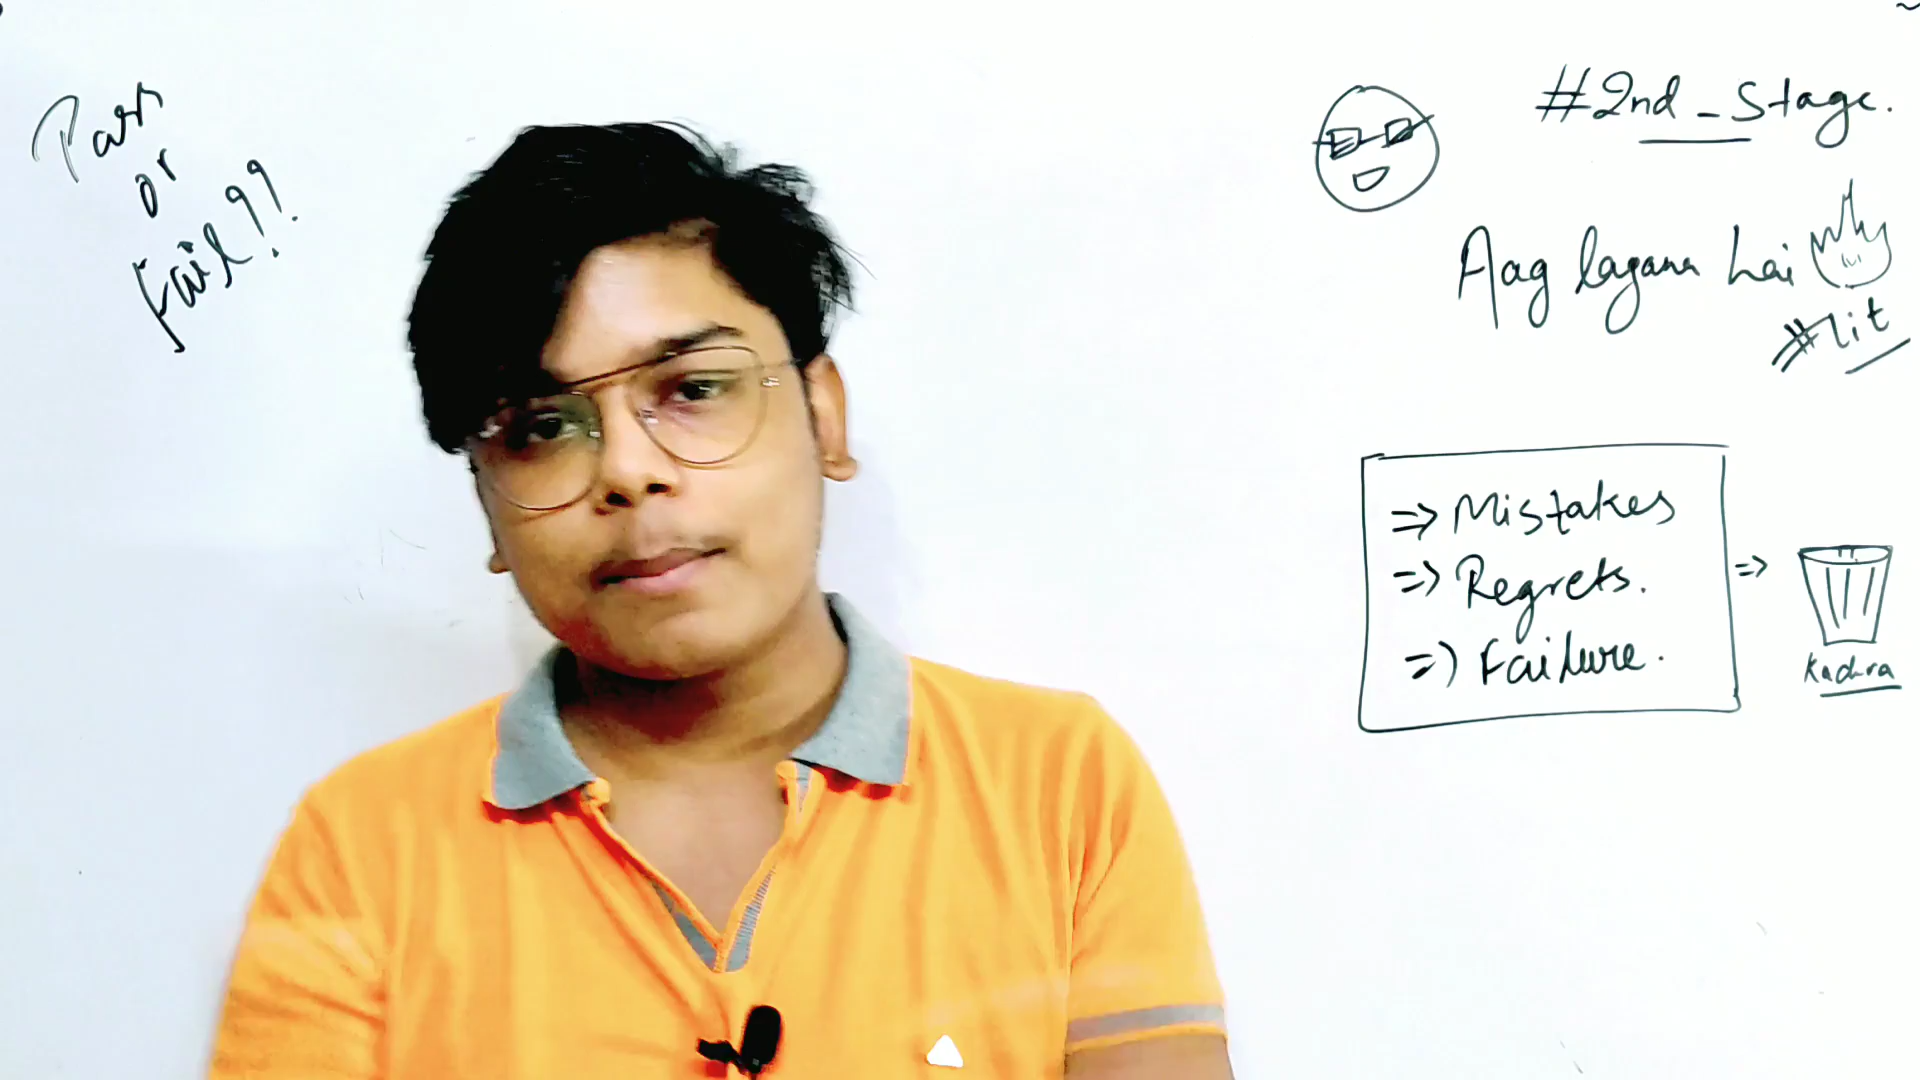 Pass
or
Fail??
#2nd_Stage.
Aag lagana hai
#Lit
=> Mistakes
=> Regrets.
=> Failure.
=>
Kachra